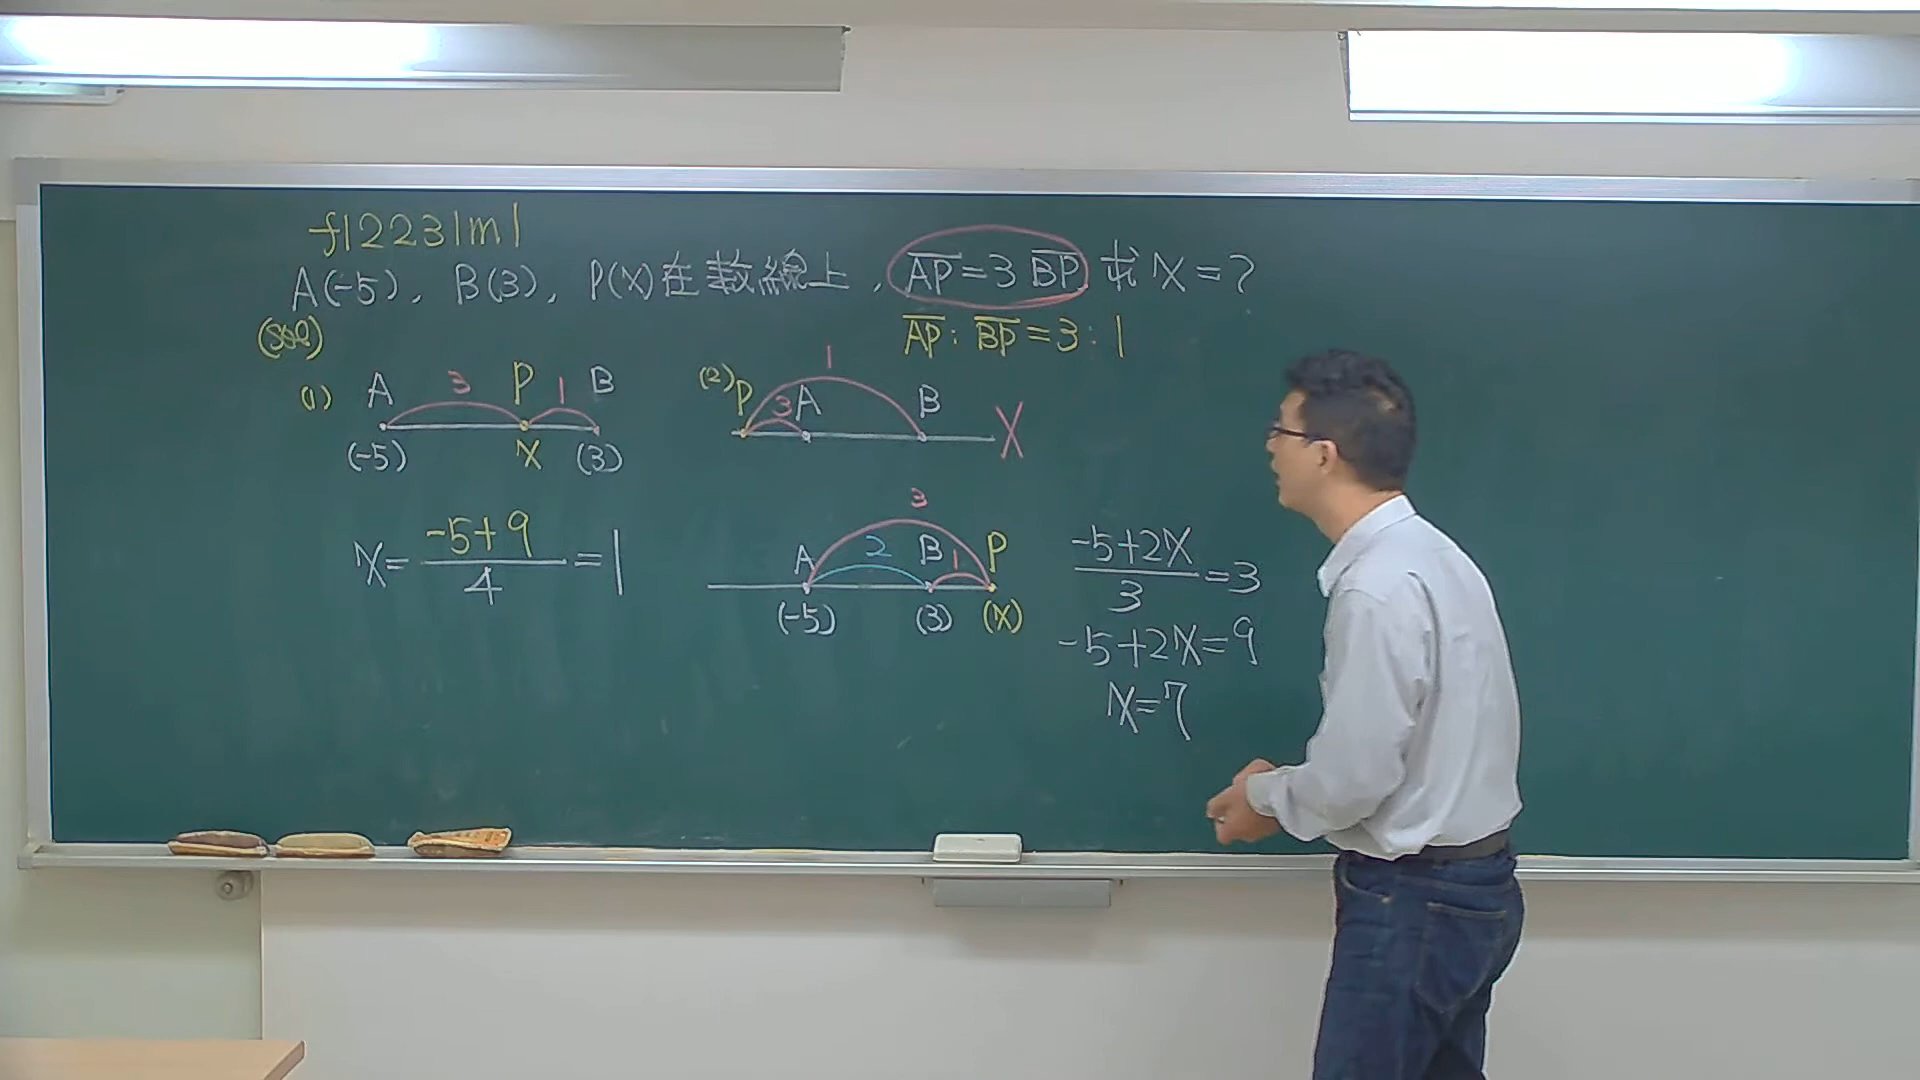 f12231m1
A(-5), B(3), P(X)在數線上, AP=3BP 求X=?
(Sol)
AP:BP=3:1
(1) A 3 P 1 B
(-5) X (3)
X=(-5+9)/4=1
(2) P 3 A 1 B X
A 2 B 1 P 3
(-5) (3) (X)
(-5+2X)/3=3
-5+2X=9
X=7